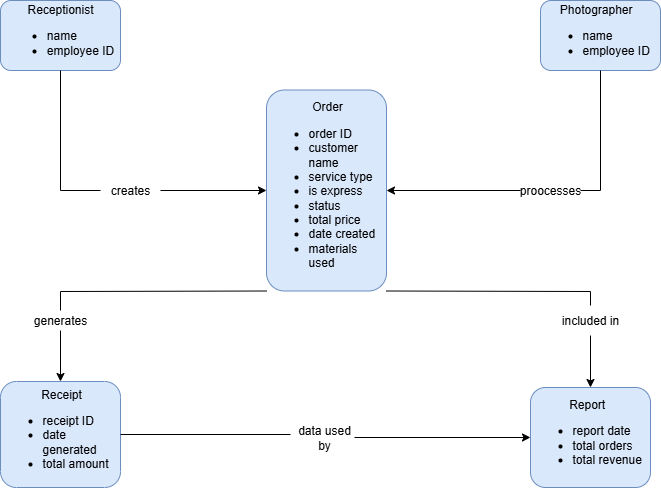 Receptionist
name
employee ID
Photographer
name
employee ID
Order
order ID
customer
name
service type
is express
status
total price
date created
materials
used
creates
proocesses
generates
included in
Receipt
receipt ID
date
generated
total amount
data used
by
Report
report date
total orders
total revenue